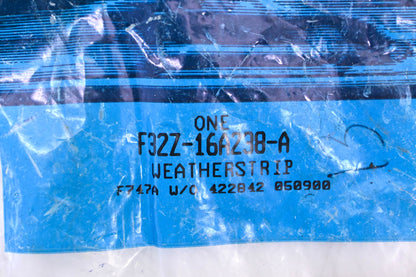 ONE
F32Z-16A238-A
WEATHERSTRIP
F747A W/O 422842 050900